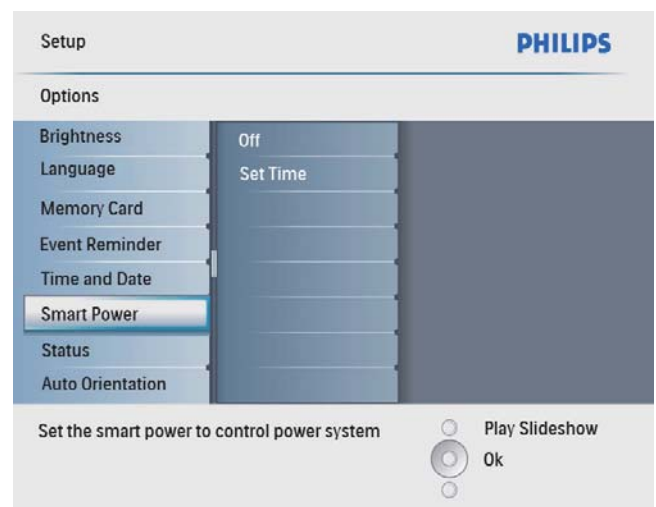 Setup
PHILIPS
Options
Brightness
Language
Memory Card
Event Reminder
Time and Date
Smart Power
Status
Auto Orientation
Off
Set Time
Set the smart power to control power system
Play Slideshow
Ok